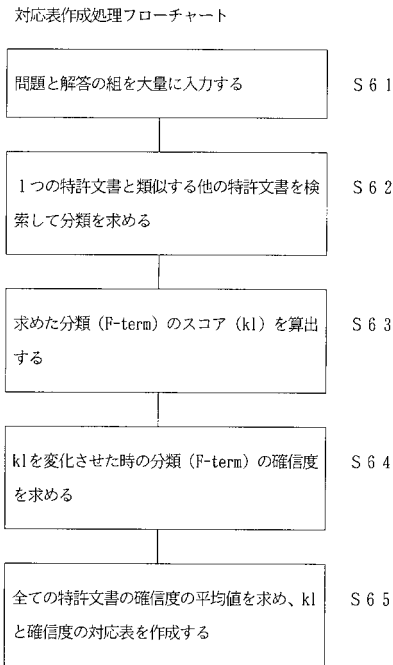 対応表作成処理フローチャート
問題と解答の組を大量に入力する
S61
1つの特許文書と類似する他の特許文書を検
索して分類を求める
S62
求めた分類(F-term)のスコア(kl)を算出
する
S63
klを変化させた時の分類(F-term)の確信度
を求める
S64
全ての特許文書の確信度の平均値を求め、kl
と確信度の対応表を作成する
S65